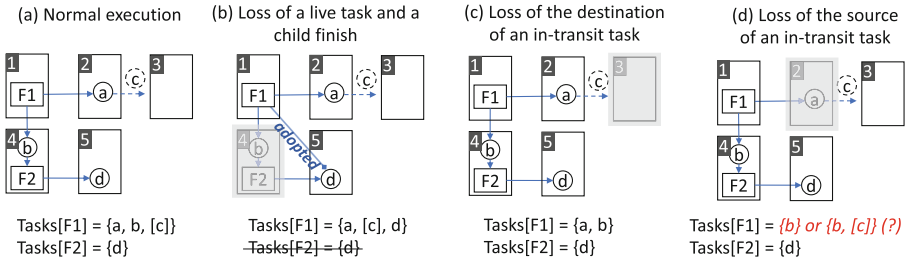 (a) Normal execution
1
2
3
F1
a
c
4
5
b
F2
d
Tasks[F1] = {a, b, [c]}
Tasks[F2] = {d}
(b) Loss of a live task and a
child finish
1
2
3
F1
a
c
adopted
4
5
b
F2
d
Tasks[F1] = {a, [c], d}
Tasks[F2] = {d}
(c) Loss of the destination
of an in-transit task
1
2
3
F1
a
c
4
5
b
F2
d
Tasks[F1] = {a, b}
Tasks[F2] = {d}
(d) Loss of the source
of an in-transit task
1
2
3
F1
a
c
4
5
b
F2
d
Tasks[F1] = {b} or {b, [c]} (?)
Tasks[F2] = {d}